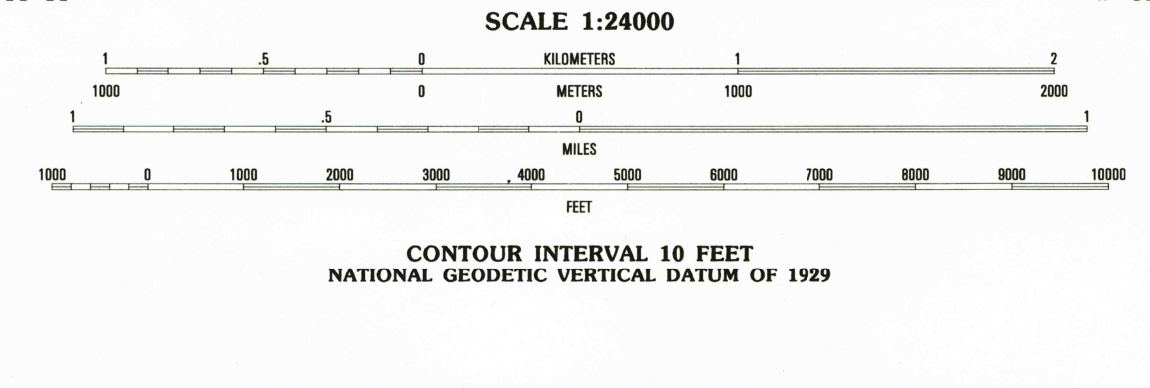 SCALE 1:24000
1 .5 0 KILOMETERS 1 2
1000 0 METERS 1000 2000
1 .5 0 1
MILES
1000 0 1000 2000 3000 4000 5000 6000 7000 8000 9000 10000
FEET
CONTOUR INTERVAL 10 FEET
NATIONAL GEODETIC VERTICAL DATUM OF 1929